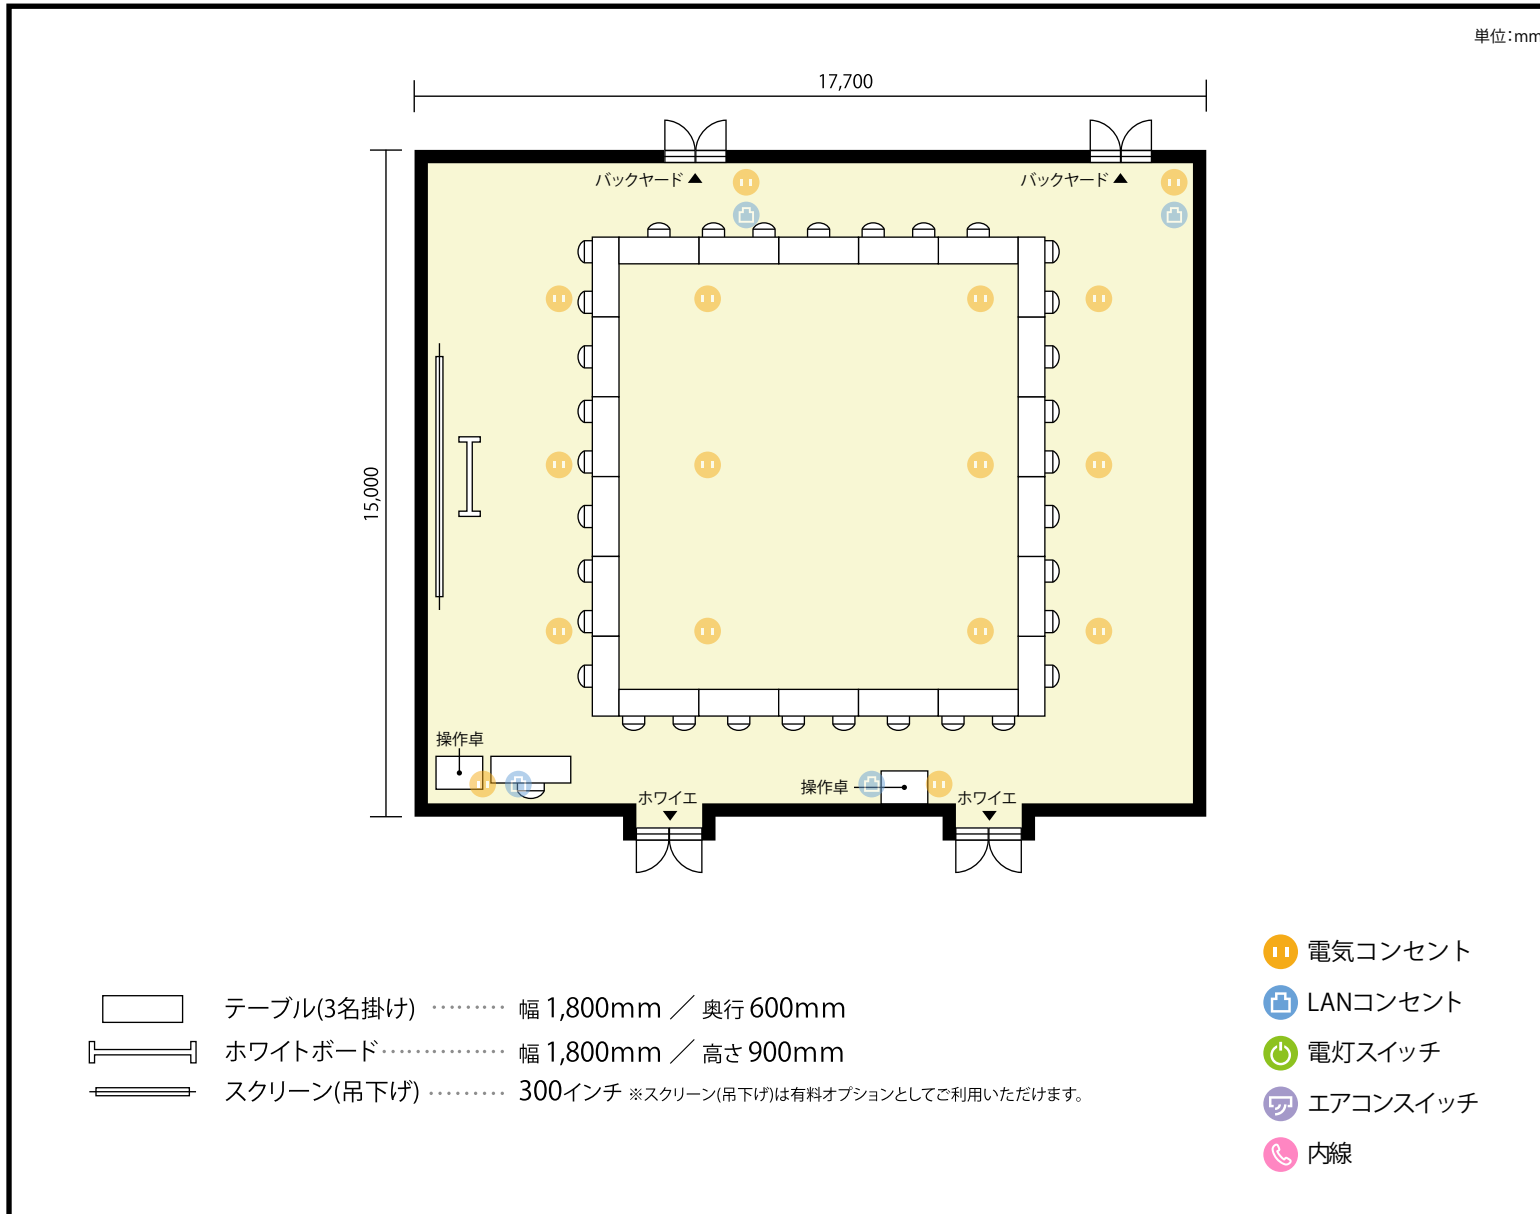 単位：mm
17,700
バックヤード▲
バックヤード▲
15,000
操作卓
操作卓
ホワイエ
▼
ホワイエ
▼
テーブル(3名掛け) ········· 幅 1,800mm ／ 奥行 600mm
ホワイトボード ············· 幅 1,800mm ／ 高さ 900mm
スクリーン(吊下げ) ········· 300インチ ※スクリーン(吊下げ)は有料オプションとしてご利用いただけます。
電気コンセント
LANコンセント
電灯スイッチ
エアコンスイッチ
内線